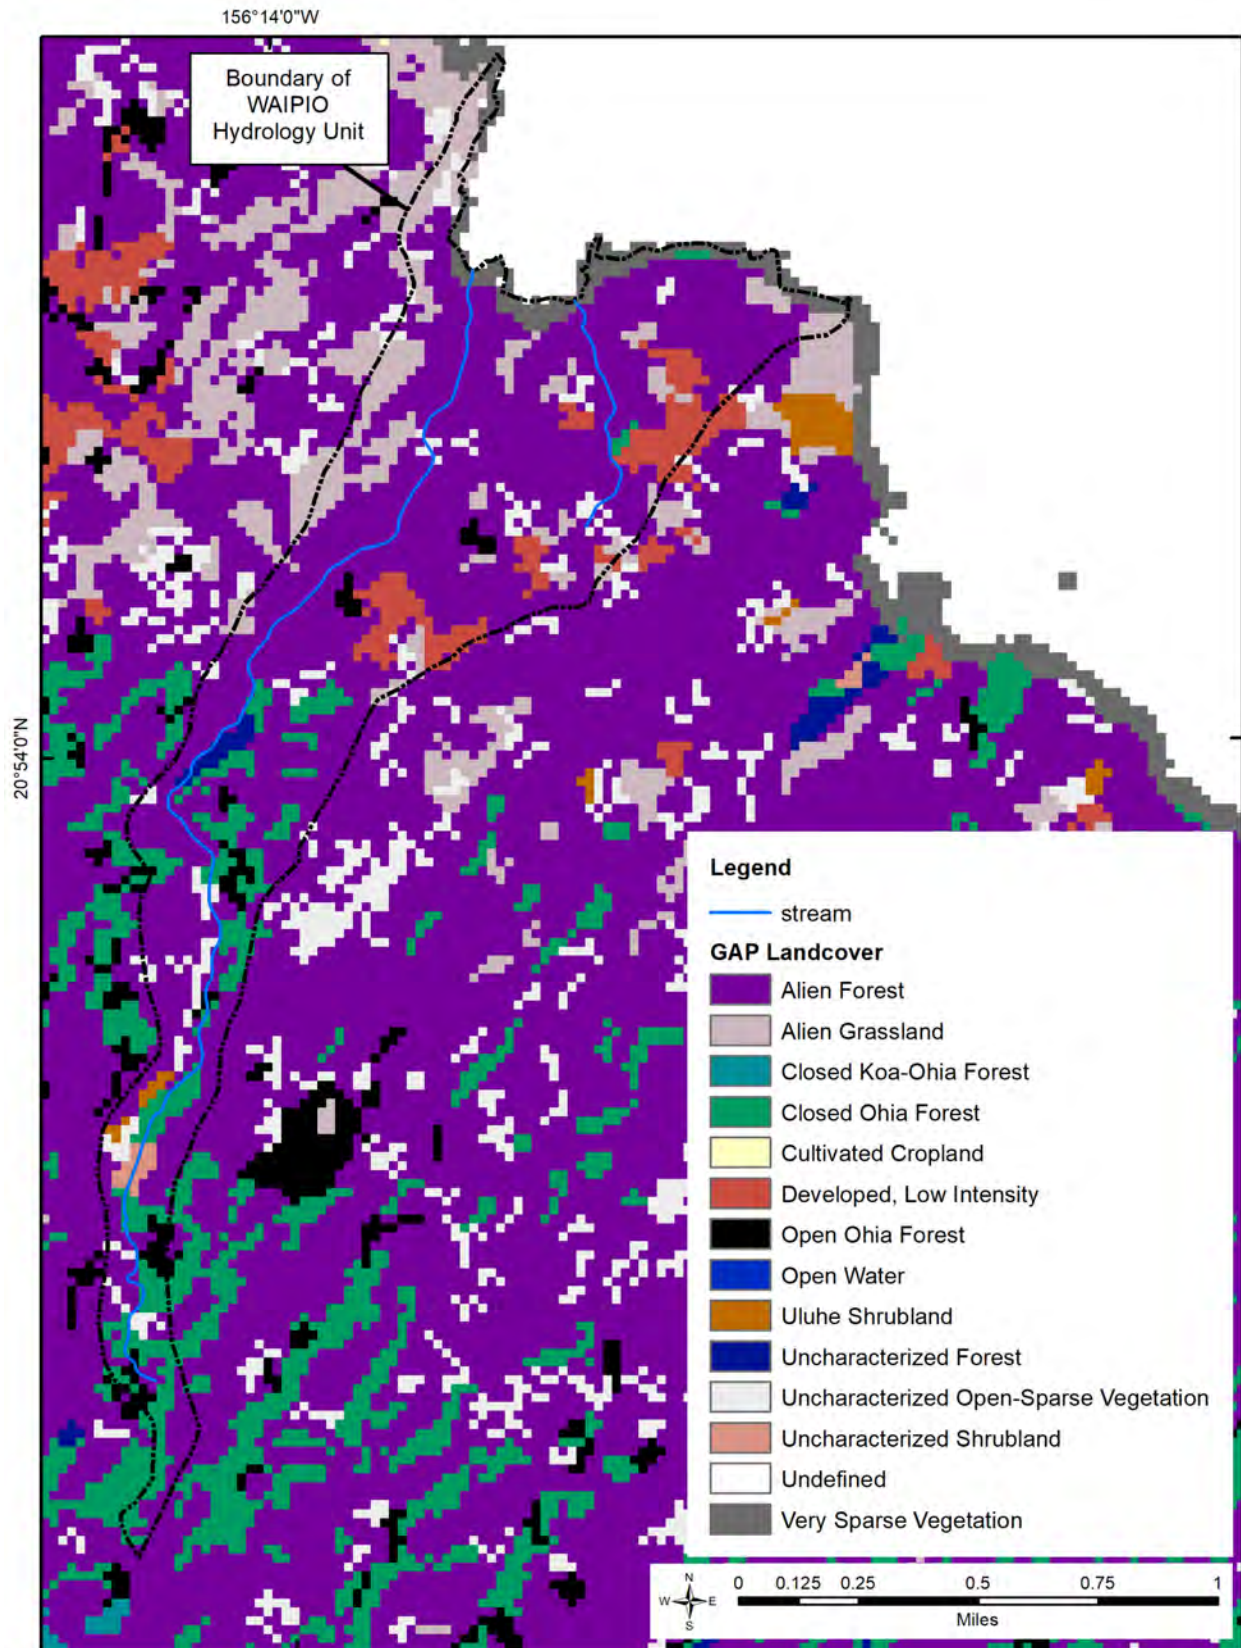 156°14'0"W
Boundary of
WAIPIO
Hydrology Unit
20°54'0"N
Legend
stream
GAP Landcover
Alien Forest
Alien Grassland
Closed Koa-Ohia Forest
Closed Ohia Forest
Cultivated Cropland
Developed, Low Intensity
Open Ohia Forest
Open Water
Uluhe Shrubland
Uncharacterized Forest
Uncharacterized Open-Sparse Vegetation
Uncharacterized Shrubland
Undefined
Very Sparse Vegetation
N
W E
S
0 0.125 0.25 0.5 0.75 1
Miles